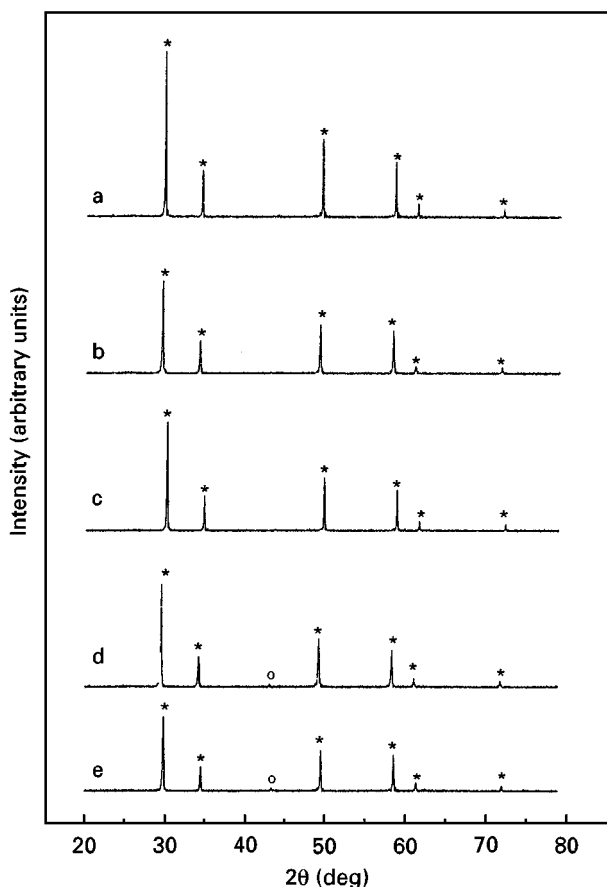 * * * * * *
a
* * * * * *
b
* * * * * *
c
* * o * * * *
d
* * o * * * *
e
Intensity (arbitrary units)
20 30 40 50 60 70 80
2θ (deg)